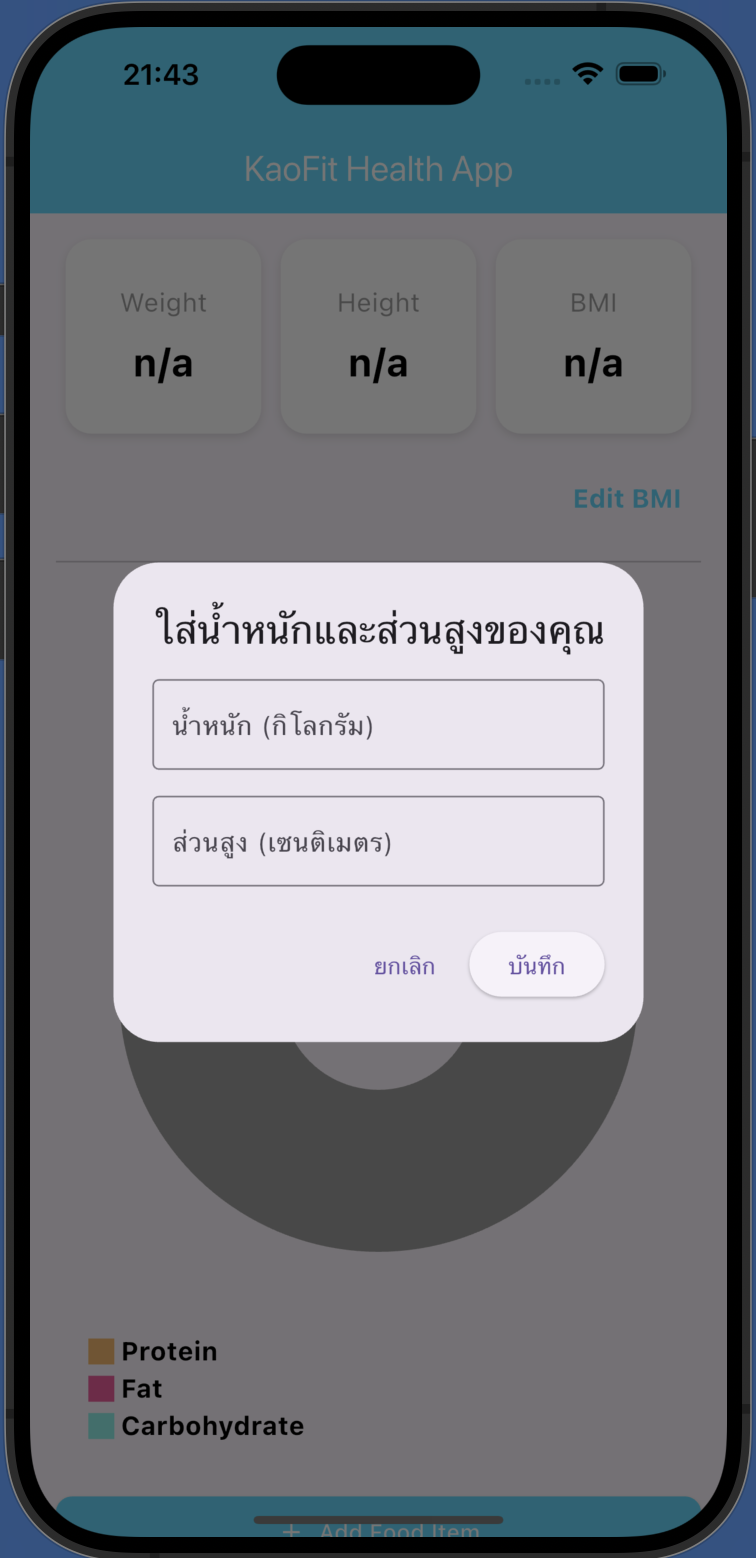 21:43
KaoFit Health App
Weight Height BMI
n/a n/a n/a
Edit BMI
ใส่น้ำหนักและส่วนสูงของคุณ
น้ำหนัก (กิโลกรัม)
ส่วนสูง (เซนติเมตร)
ยกเลิก บันทึก
Protein
Fat
Carbohydrate
+ Add Food Item